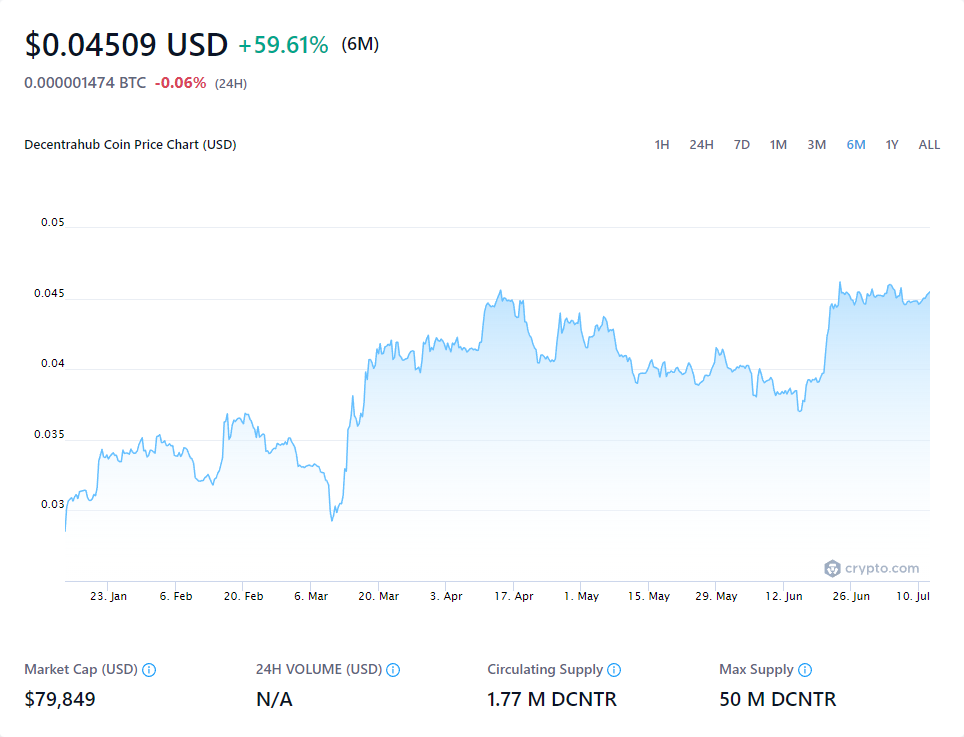 $0.04509 USD +59.61% (6M)
0.000001474 BTC -0.06% (24H)
Decentrahub Coin Price Chart (USD) 1H 24H 7D 1M 3M 6M 1Y ALL
0.05
0.045
0.04
0.035
0.03
crypto.com
23. Jan 6. Feb 20. Feb 6. Mar 20. Mar 3. Apr 17. Apr 1. May 15. May 29. May 12. Jun 26. Jun 10. Jul
Market Cap (USD) 24H VOLUME (USD) Circulating Supply Max Supply
$79,849 N/A 1.77 M DCNTR 50 M DCNTR